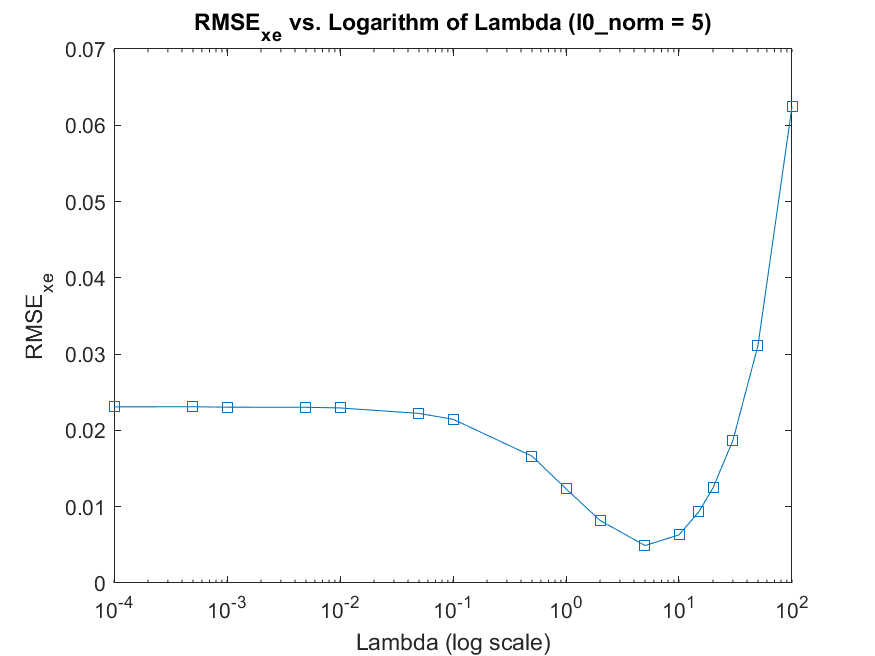 RMSE_xe vs. Logarithm of Lambda (l0_norm = 5)
0.07
0.06
0.05
0.04
0.03
0.02
0.01
0
RMSE_xe
10^-4 10^-3 10^-2 10^-1 10^0 10^1 10^2
Lambda (log scale)